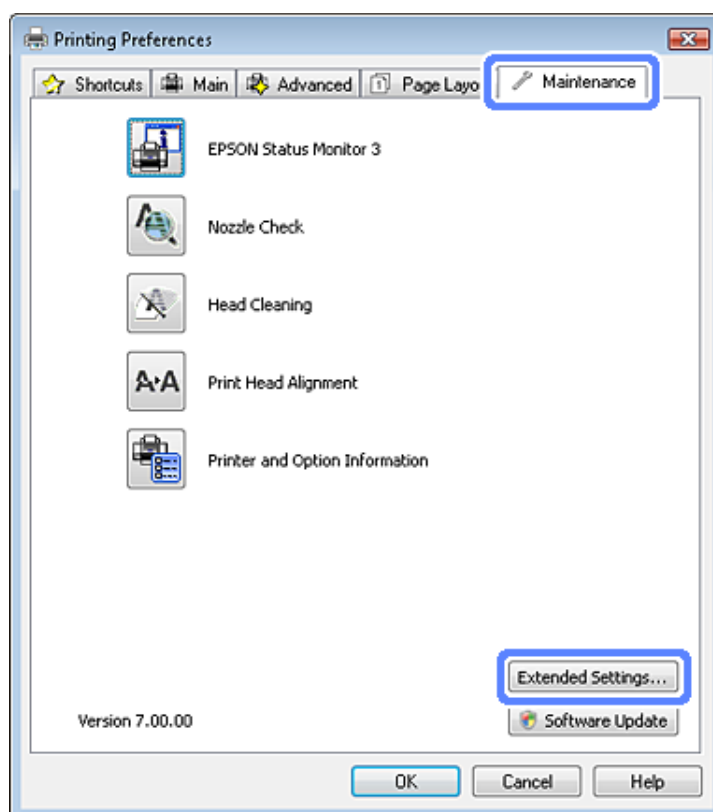 Printing Preferences
Shortcuts Main Advanced 1 Page Layo Maintenance
EPSON Status Monitor 3
Nozzle Check
Head Cleaning
A A
Print Head Alignment
Printer and Option Information
Extended Settings...
Version 7.00.00 Software Update
OK Cancel Help